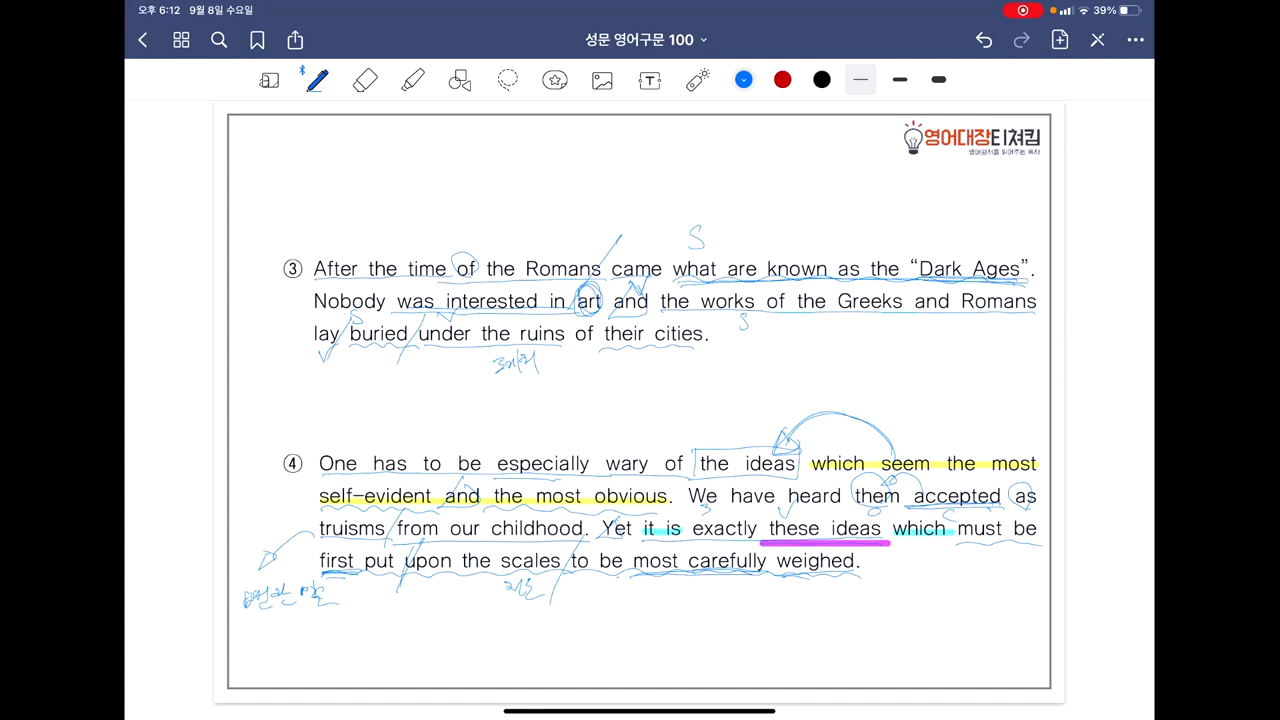 오후 6:12 9월 8일 수요일
39%
성문 영어구문 100
영어대장티쳐킴
S
③ After the time of the Romans came what are known as the “Dark Ages”.
Nobody was interested in art and the works of the Greeks and Romans
S V S
lay buried under the ruins of their cities.
④ One has to be especially wary of the ideas which seem the most
self-evident and the most obvious. We have heard them accepted as
truisms from our childhood. Yet it is exactly these ideas which must be
first put upon the scales to be most carefully weighed.